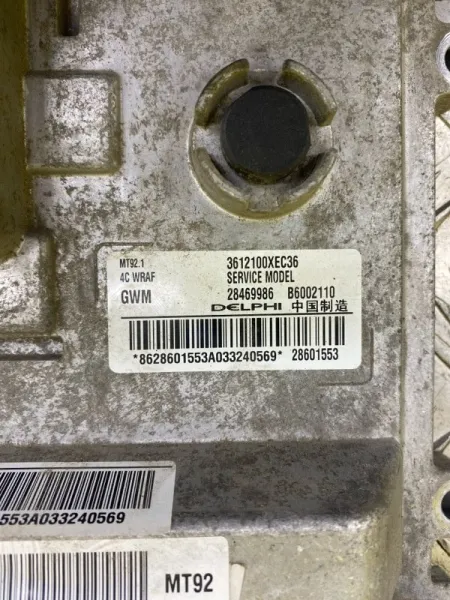 MT92.1 3612100XEC36
4C WRAF SERVICE MODEL
GWM 28469986 B6002110
DELPHI 中国制造
*8628601553A033240569* 28601553
553A033240569
MT92